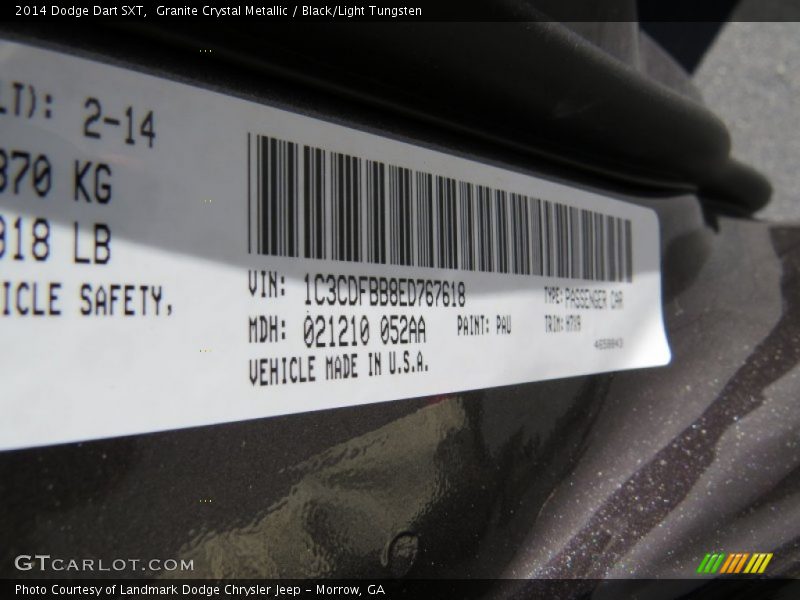 2014 Dodge Dart SXT,  Granite Crystal Metallic / Black/Light Tungsten
LT): 2-14
870 KG
918 LB
ICLE SAFETY,
VIN: 1C3CDFBB8ED767618
TYPE: PASSENGER CAR
MDH: 021210 052AA
PAINT: PAU
TRIM:
VEHICLE MADE IN U.S.A.
GTCARLOT.COM
Photo Courtesy of Landmark Dodge Chrysler Jeep - Morrow, GA